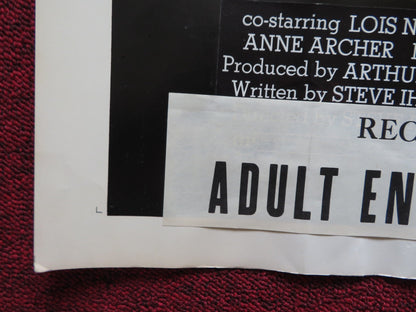 co-starring LOIS N
ANNE ARCHER
Produced by ARTHU
Written by STEVE IH
REC
ADULT EN